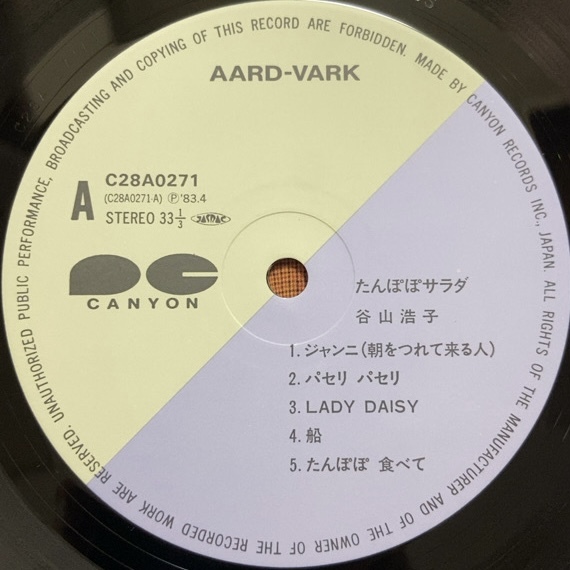 UNAUTHORIZED PUBLIC PERFORMANCE, BROADCASTING AND COPYING OF THIS RECORD ARE FORBIDDEN. MADE BY CANYON RECORDS INC., JAPAN. ALL RIGHTS OF THE MANUFACTURER AND OF THE OWNER OF THE RECORDED WORK ARE RESERVED.
AARD-VARK
A
C28A0271
(C28A0271-A) Ⓟ'83.4
STEREO 33⅓ JASRAC
CANYON
たんぽぽサラダ
谷山浩子
1. ジャンニ(朝をつれて来る人)
2. パセリ パセリ
3. LADY DAISY
4. 船
5. たんぽぽ 食べて